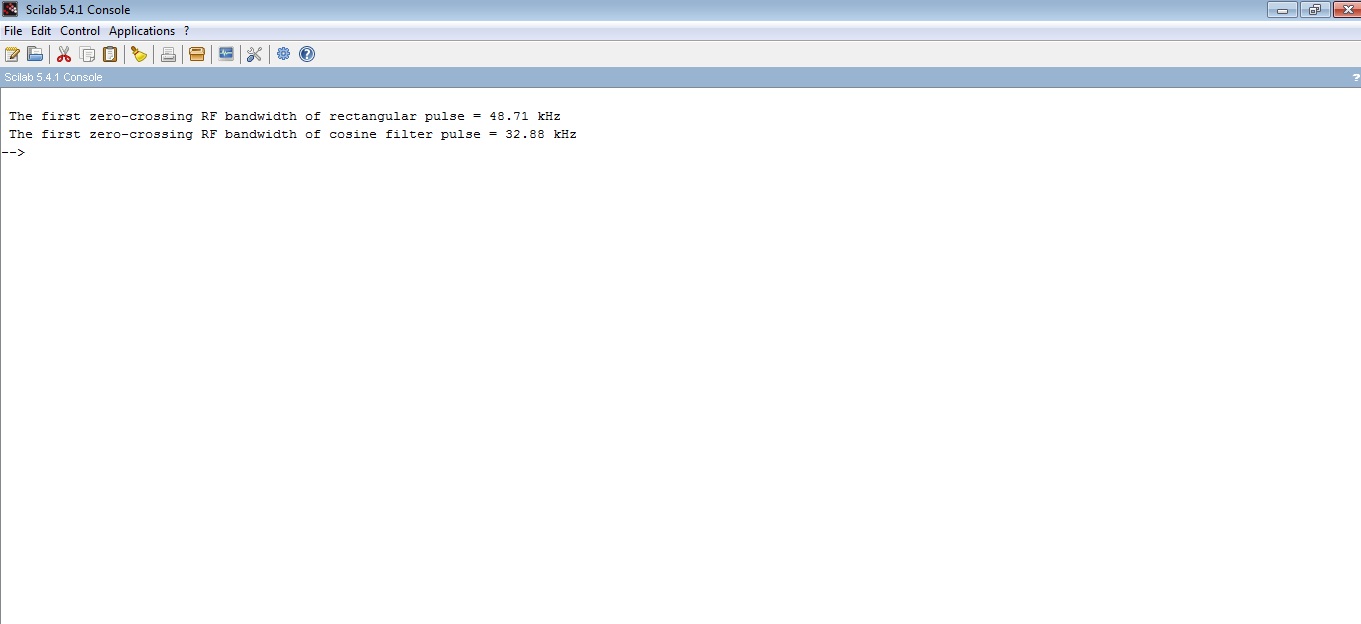 Scilab 5.4.1 Console
File Edit Control Applications ?
Scilab 5.4.1 Console ?
The first zero-crossing RF bandwidth of rectangular pulse = 48.71 kHz
The first zero-crossing RF bandwidth of cosine filter pulse = 32.88 kHz
-->